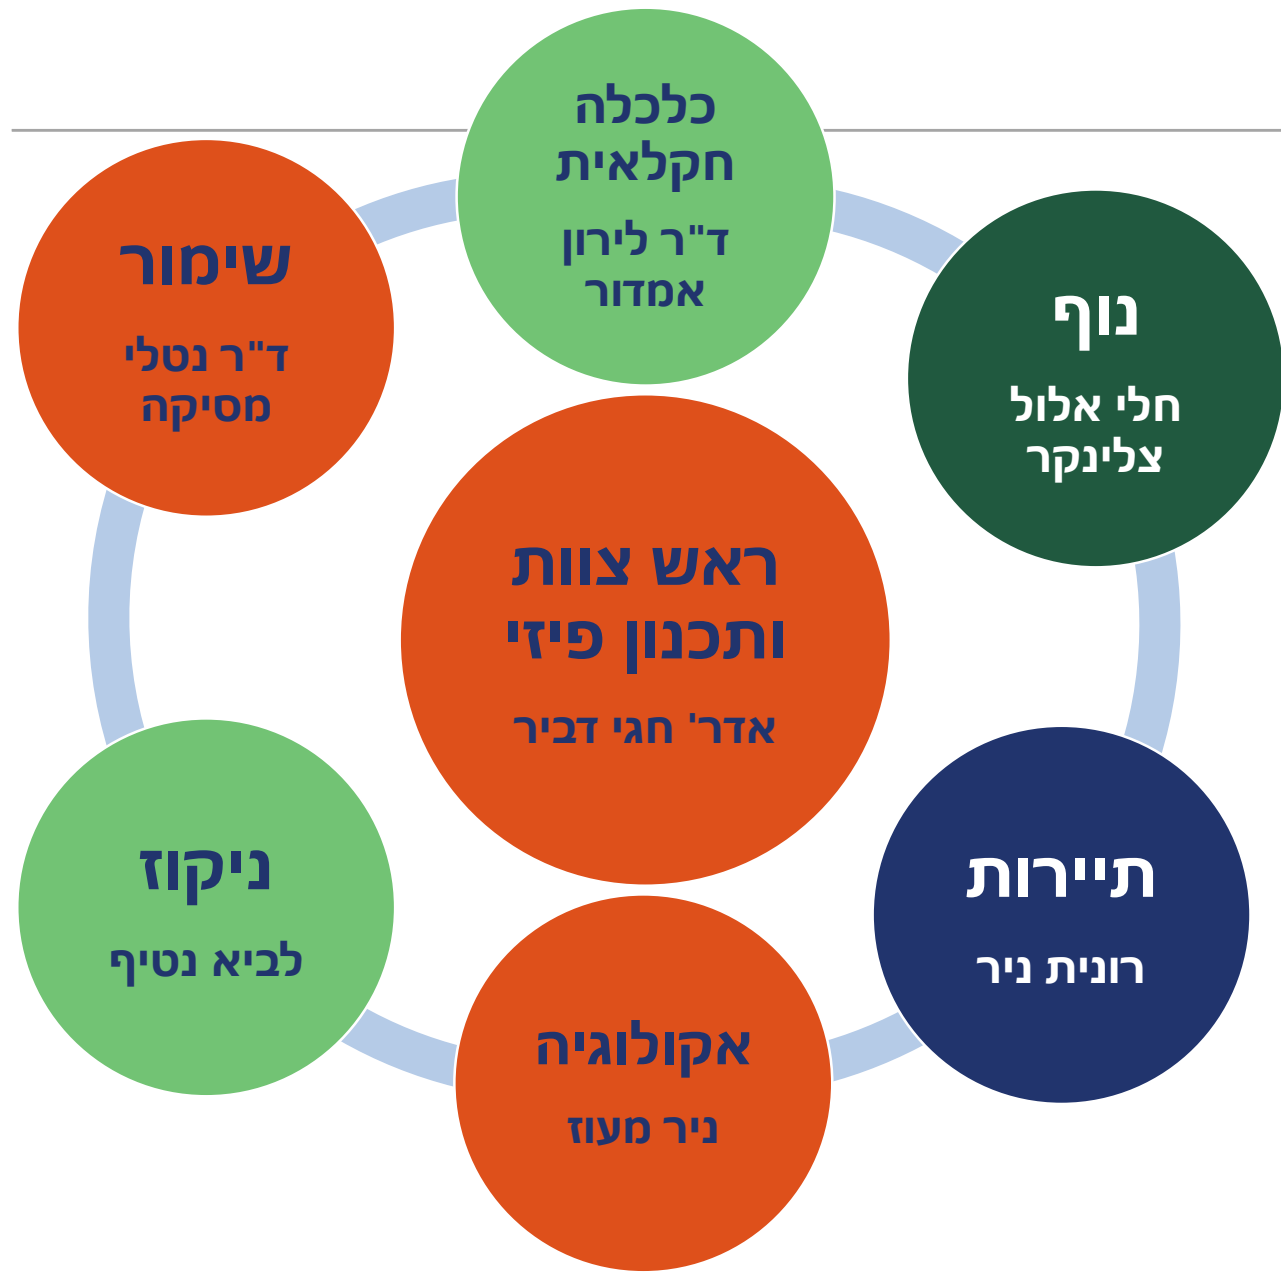 כלכלה
חקלאית
ד"ר לירון
אמדור
נוף
חלי אלול
צלינקר
תיירות
רונית ניר
אקולוגיה
ניר מעוז
ניקוז
לביא נטיף
שימור
ד"ר נטלי
מסיקה
ראש צוות
ותכנון פיזי
אדר' חגי דביר